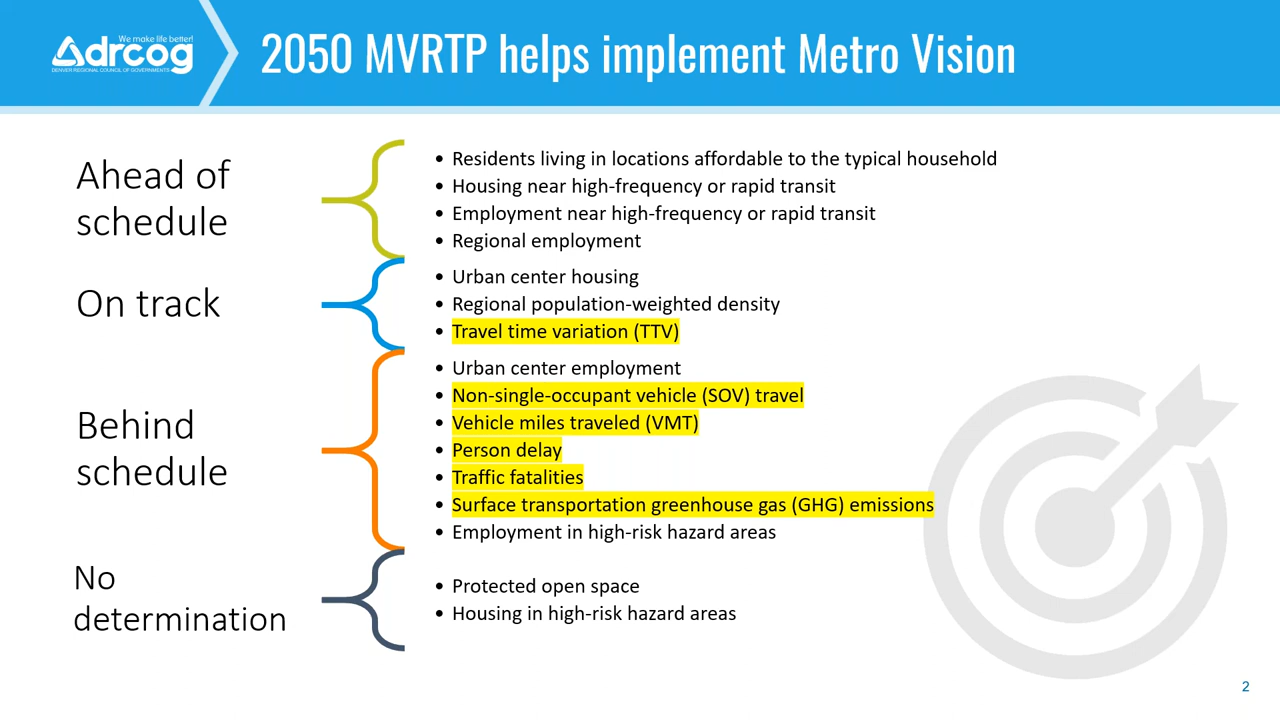 We make life better!
drcog
DENVER REGIONAL COUNCIL OF GOVERNMENTS
2050 MVRTP helps implement Metro Vision
Ahead of
schedule
• Residents living in locations affordable to the typical household
• Housing near high-frequency or rapid transit
• Employment near high-frequency or rapid transit
• Regional employment
On track
• Urban center housing
• Regional population-weighted density
• Travel time variation (TTV)
Behind
schedule
• Urban center employment
• Non-single-occupant vehicle (SOV) travel
• Vehicle miles traveled (VMT)
• Person delay
• Traffic fatalities
• Surface transportation greenhouse gas (GHG) emissions
• Employment in high-risk hazard areas
No
determination
• Protected open space
• Housing in high-risk hazard areas
2